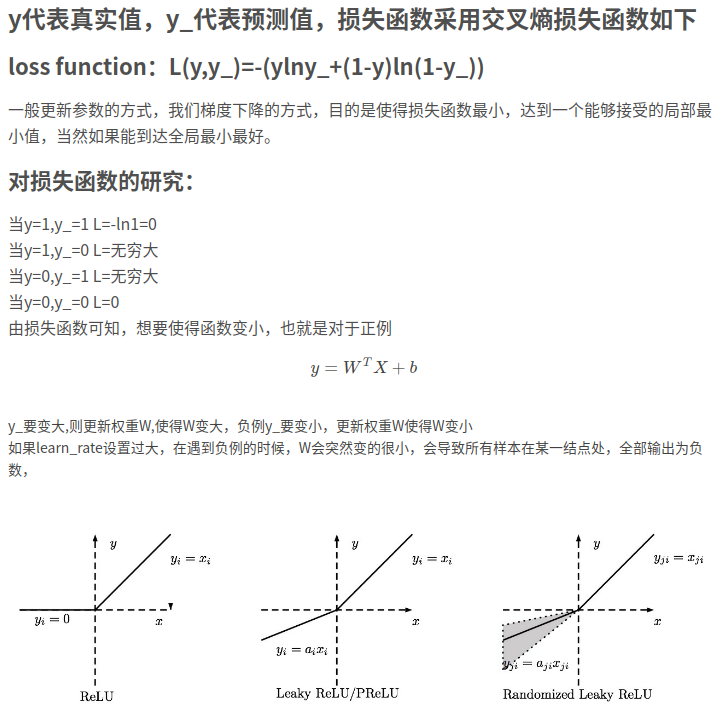 y代表真实值，y_代表预测值，损失函数采用交叉熵损失函数如下
loss function：L(y,y_)=-(ylny_+(1-y)ln(1-y_))
一般更新参数的方式，我们梯度下降的方式，目的是使得损失函数最小，达到一个能够接受的局部最
小值，当然如果能到达全局最小最好。
对损失函数的研究：
当y=1,y_=1 L=-ln1=0
当y=1,y_=0 L=无穷大
当y=0,y_=1 L=无穷大
当y=0,y_=0 L=0
由损失函数可知，想要使得函数变小，也就是对于正例
y = W^T X + b
y_要变大,则更新权重W,使得W变大，负例y_要变小，更新权重W使得W变小
如果learn_rate设置过大，在遇到负例的时候，W会突然变的很小，会导致所有样本在某一结点处，全部输出为负
数，
y
y_i = x_i
y_i = 0
x
ReLU
y
y_i = x_i
x
y_i = a_i x_i
Leaky ReLU/PReLU
y
y_{ji} = x_{ji}
x
y_{ji} = a_{ji} x_{ji}
Randomized Leaky ReLU